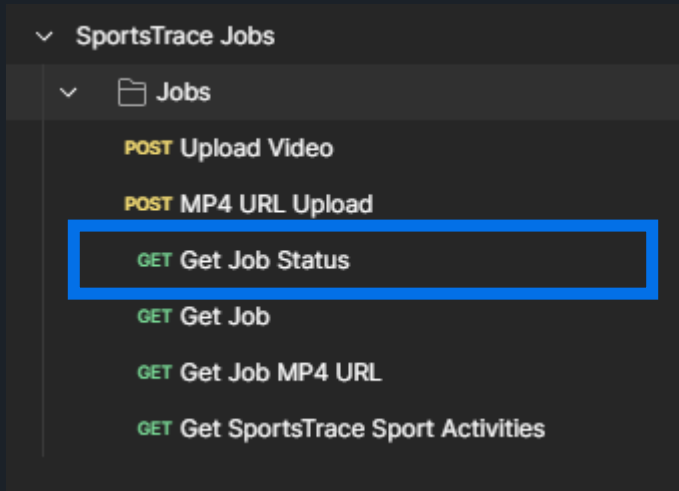 SportsTrace Jobs
Jobs
POST Upload Video
POST MP4 URL Upload
GET Get Job Status
GET Get Job
GET Get Job MP4 URL
GET Get SportsTrace Sport Activities